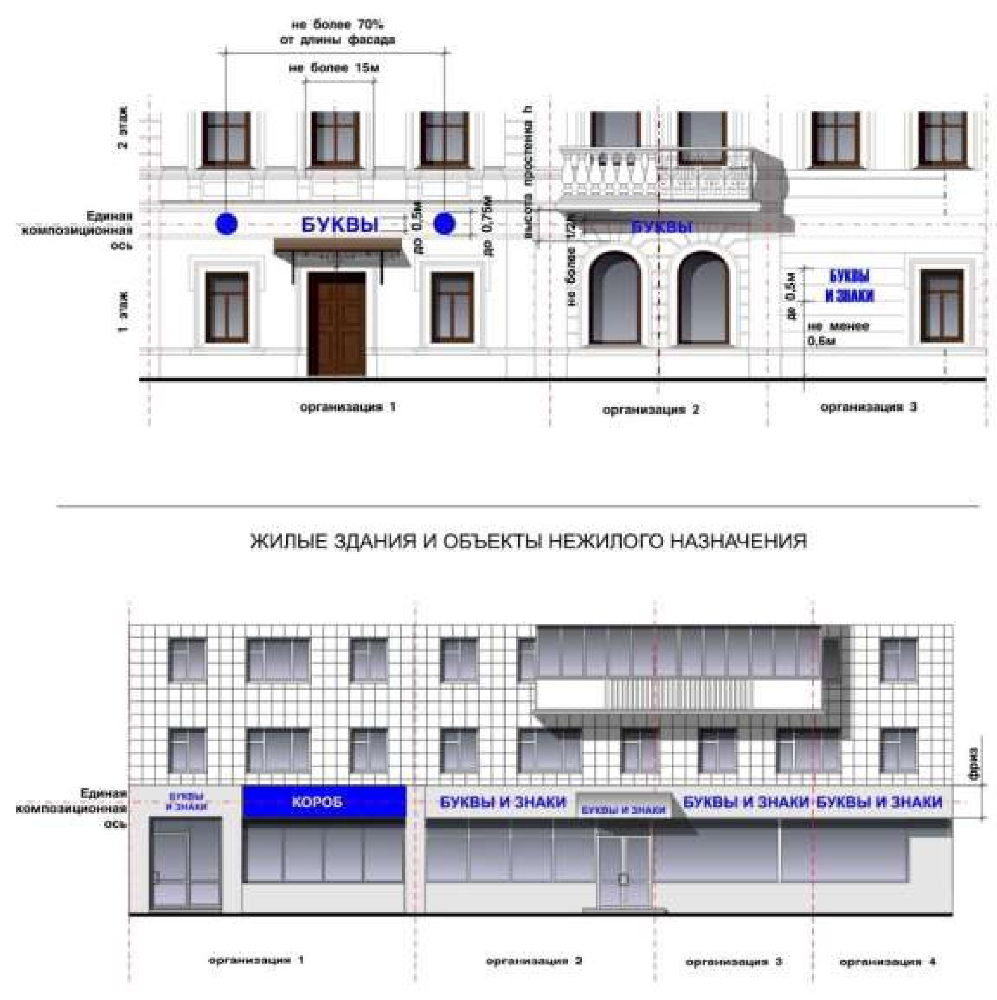 не более 70%
от длины фасада
не более 15м
2 этаж
высота простенка h
Единая
композиционная
ось
БУКВЫ
до 0,5м
до 0,75м
не более 1/2h
БУКВЫ
1 этаж
до 0,5м
БУКВЫ
И ЗНАКИ
не менее
0,6м
организация 1
организация 2
организация 3
ЖИЛЫЕ ЗДАНИЯ И ОБЪЕКТЫ НЕЖИЛОГО НАЗНАЧЕНИЯ
фриз
Единая
композиционная
ось
БУКВЫ
И ЗНАКИ
КОРОБ
БУКВЫ И ЗНАКИ
БУКВЫ И ЗНАКИ
БУКВЫ И ЗНАКИ
БУКВЫ И ЗНАКИ
организация 1
организация 2
организация 3
организация 4